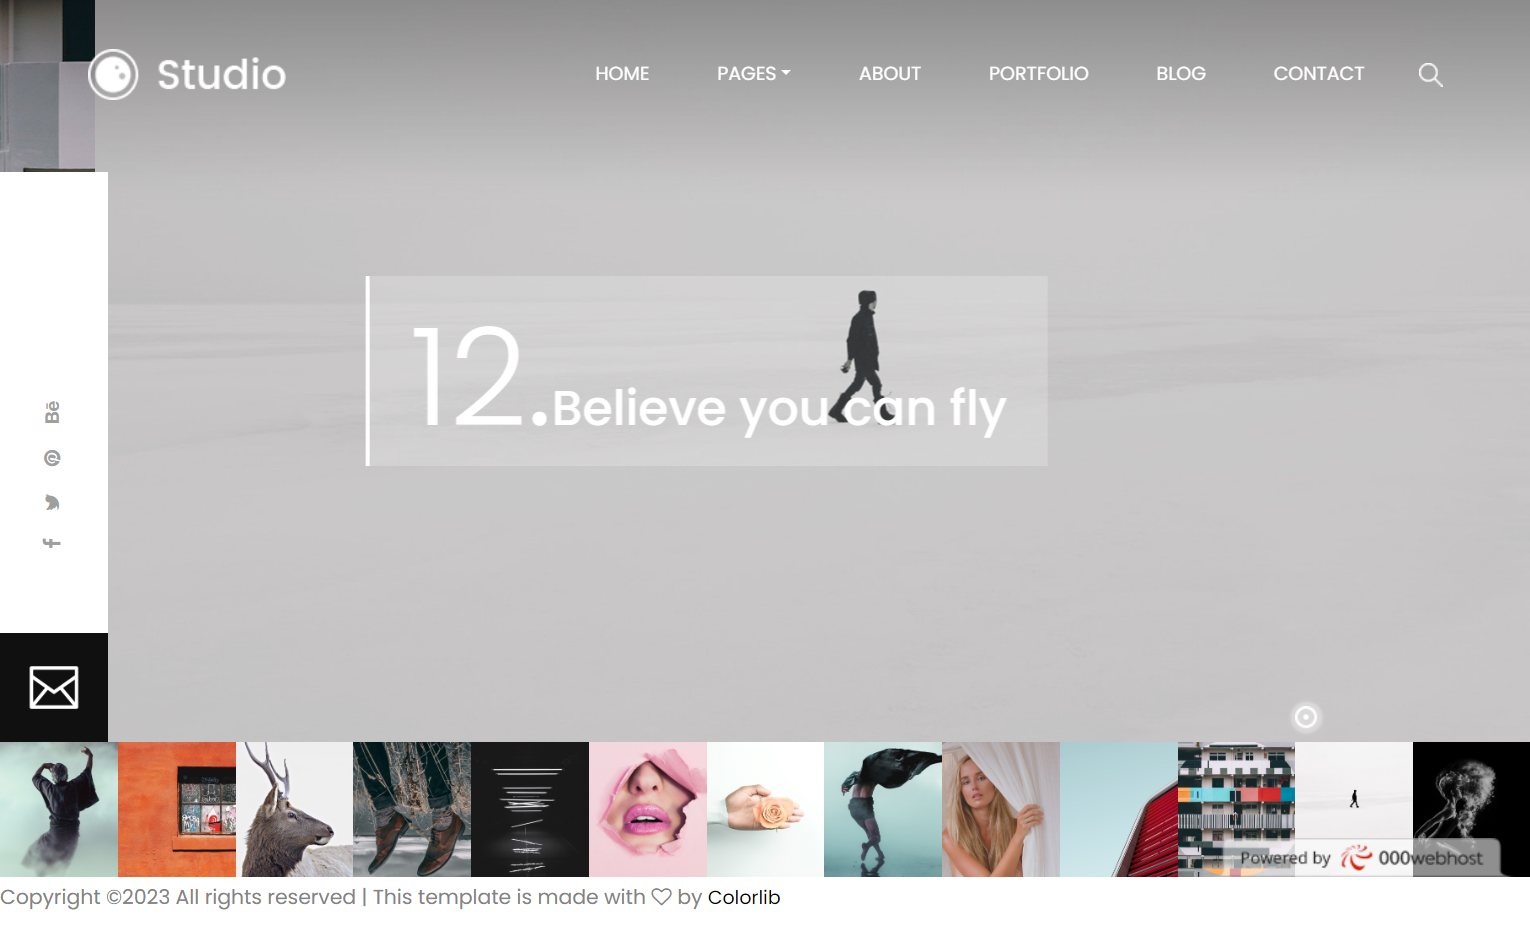 Studio
HOME
PAGES
ABOUT
PORTFOLIO
BLOG
CONTACT
12.Believe you can fly
Bē
Powered by 000webhost
Copyright ©2023 All rights reserved | This template is made with ♡ by Colorlib